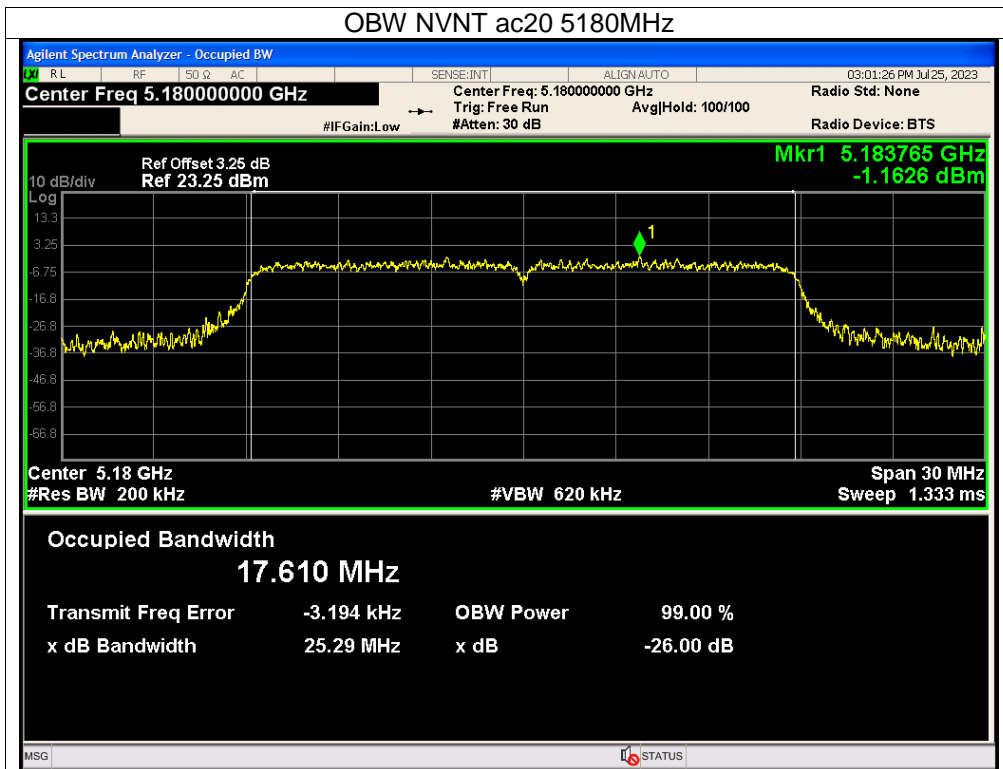 OBW NVNT ac20 5180MHz
Agilent Spectrum Analyzer - Occupied BW
LXI RL RF 50 Ω AC SENSE:INT ALIGN AUTO 03:01:26 PM Jul 25, 2023
Center Freq 5.180000000 GHz Center Freq: 5.180000000 GHz Radio Std: None
Trig: Free Run Avg|Hold: 100/100
#IFGain:Low #Atten: 30 dB Radio Device: BTS
Mkr1 5.183765 GHz
-1.1626 dBm
Ref Offset 3.25 dB
10 dB/div Ref 23.25 dBm
Log
13.3
1
3.25
-6.75
-16.8
-26.8
-36.8
-46.8
-56.8
-66.8
Center 5.18 GHz Span 30 MHz
#Res BW 200 kHz #VBW 620 kHz Sweep 1.333 ms
Occupied Bandwidth
17.610 MHz
Transmit Freq Error -3.194 kHz OBW Power 99.00 %
x dB Bandwidth 25.29 MHz x dB -26.00 dB
MSG STATUS